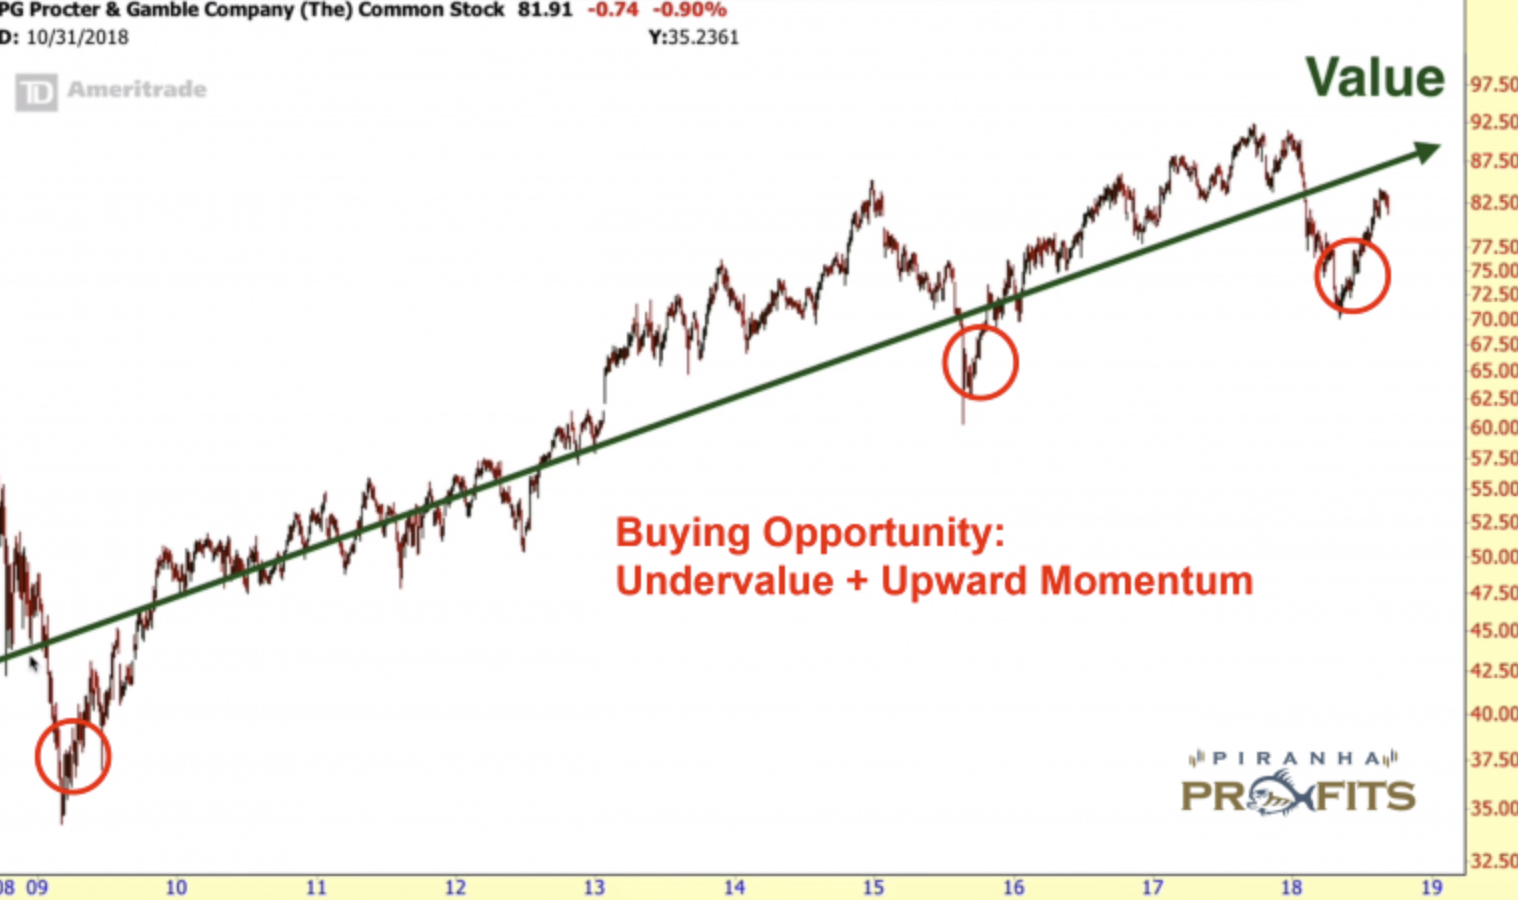 PG Procter & Gamble Company (The) Common Stock 81.91 -0.74 -0.90%
D: 10/31/2018 Y:35.2361
TD Ameritrade
Value
97.50
92.50
87.50
82.50
77.50
75.00
72.50
70.00
67.50
65.00
62.50
60.00
57.50
55.00
52.50
50.00
47.50
45.00
42.50
40.00
37.50
35.00
32.50
Buying Opportunity:
Undervalue + Upward Momentum
PIRANHA
PROFITS
08 09 10 11 12 13 14 15 16 17 18 19